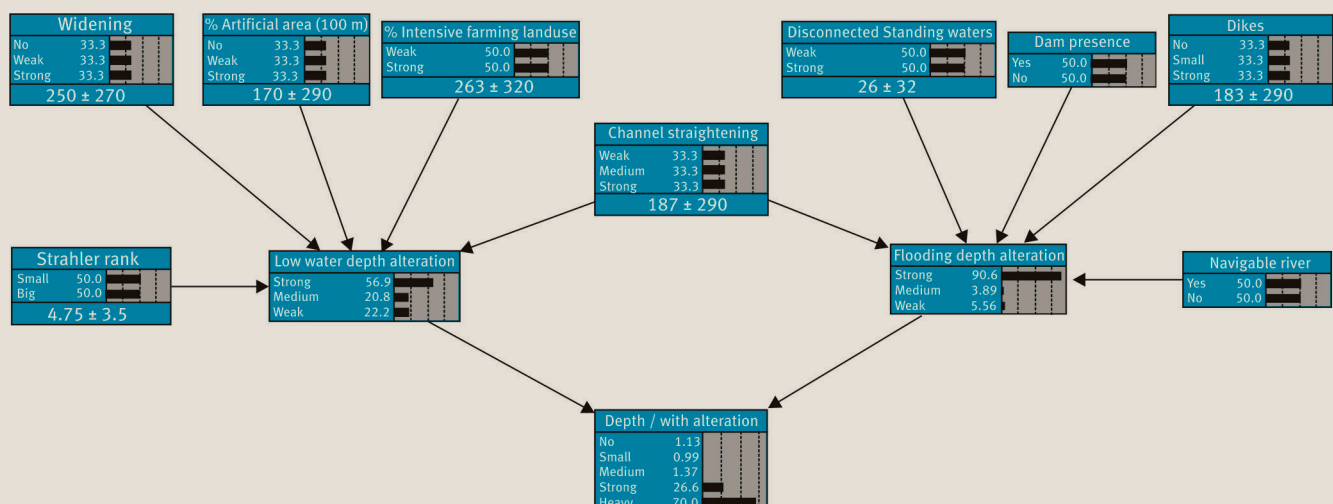 Widening
No 33.3
Weak 33.3
Strong 33.3
250 ± 270
% Artificial area (100 m)
No 33.3
Weak 33.3
Strong 33.3
170 ± 290
% Intensive farming landuse
Weak 50.0
Strong 50.0
263 ± 320
Disconnected Standing waters
Weak 50.0
Strong 50.0
26 ± 32
Dam presence
Yes 50.0
No 50.0
Dikes
No 33.3
Small 33.3
Strong 33.3
183 ± 290
Channel straightening
Weak 33.3
Medium 33.3
Strong 33.3
187 ± 290
Strahler rank
Small 50.0
Big 50.0
4.75 ± 3.5
Low water depth alteration
Strong 56.9
Medium 20.8
Weak 22.2
Flooding depth alteration
Strong 90.6
Medium 3.89
Weak 5.56
Navigable river
Yes 50.0
No 50.0
Depth / with alteration
No 1.13
Small 0.99
Medium 1.37
Strong 26.6
Heavy 70.0